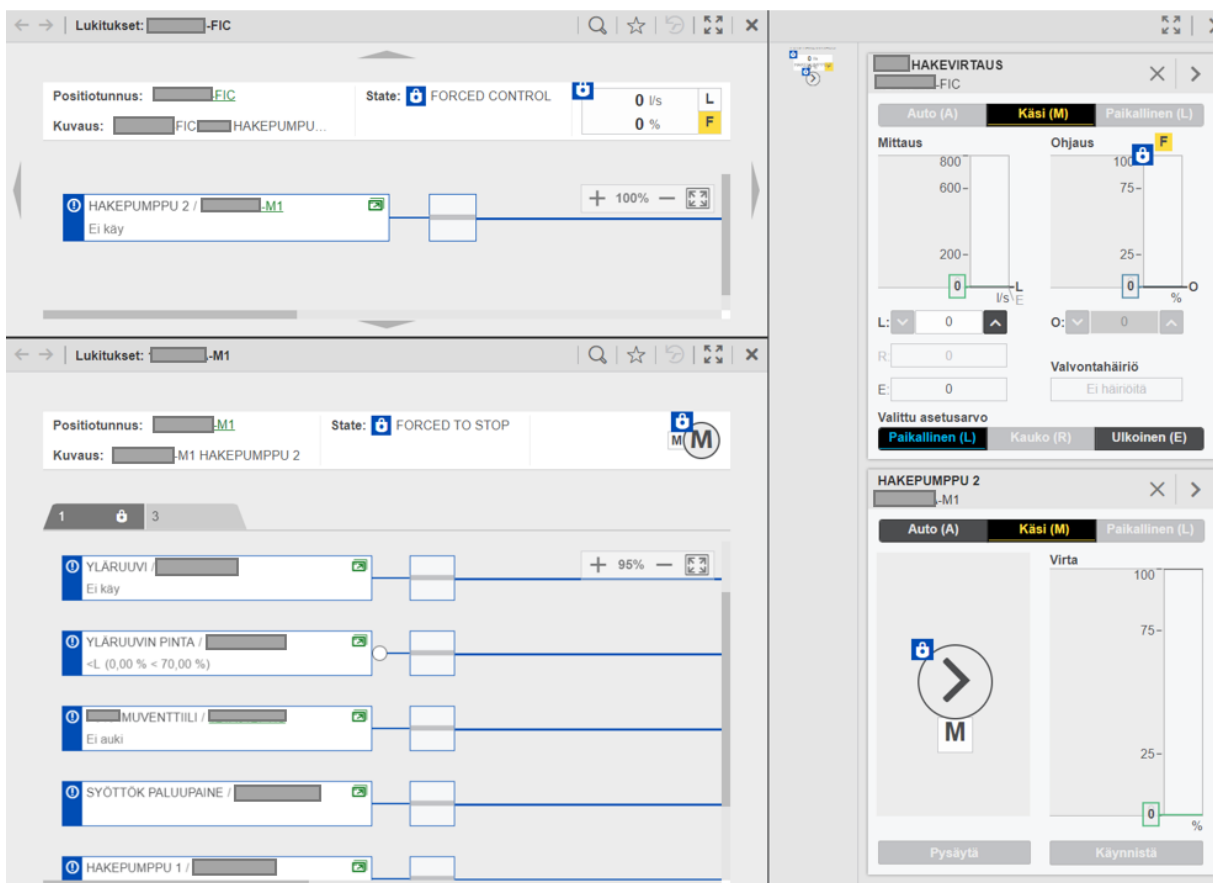 Lukitukset: -FIC
Positiotunnus: -FIC
State: FORCED CONTROL
0 l/s L
0 % F
Kuvaus: FIC HAKEPUMPU...
HAKEPUMPPU 2 / -M1
Ei käy
+ 100% −
Lukitukset: -M1
Positiotunnus: -M1
State: FORCED TO STOP
M M
Kuvaus: -M1 HAKEPUMPPU 2
1 3
YLÄRUUVI /
Ei käy
+ 95% −
YLÄRUUVIN PINTA /
<L (0,00 % < 70,00 %)
MUVENTTIILI /
Ei auki
SYÖTTÖK PALUUPAINE /
HAKEPUMPPU 1 /
HAKEVIRTAUS
-FIC
Auto (A) Käsi (M) Paikallinen (L)
Mittaus Ohjaus F
800 100
600 75
200 25
0 L 0 O
l/s E %
L: 0 O: 0
R: 0
Valvontahäiriö
E: 0 Ei häiriöitä
Valittu asetusarvo
Paikallinen (L) Kauko (R) Ulkoinen (E)
HAKEPUMPPU 2
-M1
Auto (A) Käsi (M) Paikallinen (L)
Virta
100
75
M
25
0
%
Pysäytä Käynnistä